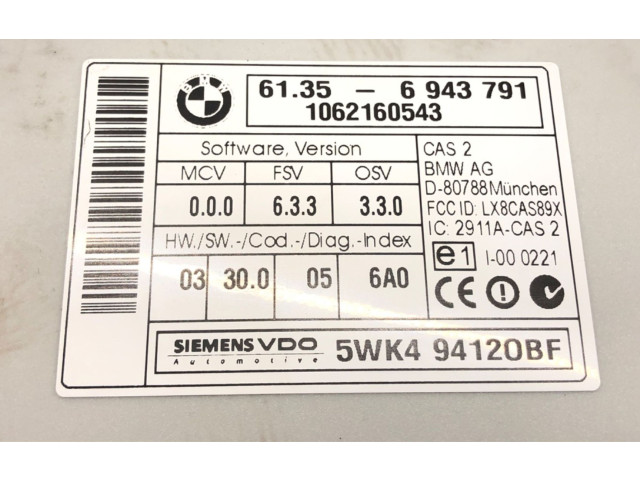 BMW
61.35 - 6 943 791
1062160543
Software, Version
MCV FSV OSV
0.0.0 6.3.3 3.3.0
HW./SW.-/Cod.-/Diag.-Index
03 30.0 05 6A0
CAS 2
BMW AG
D-80788München
FCC ID: LX8CAS89X
IC: 2911A-CAS 2
e1 I-00 0221
CE
SIEMENS VDO
Automotive
5WK4 94120BF